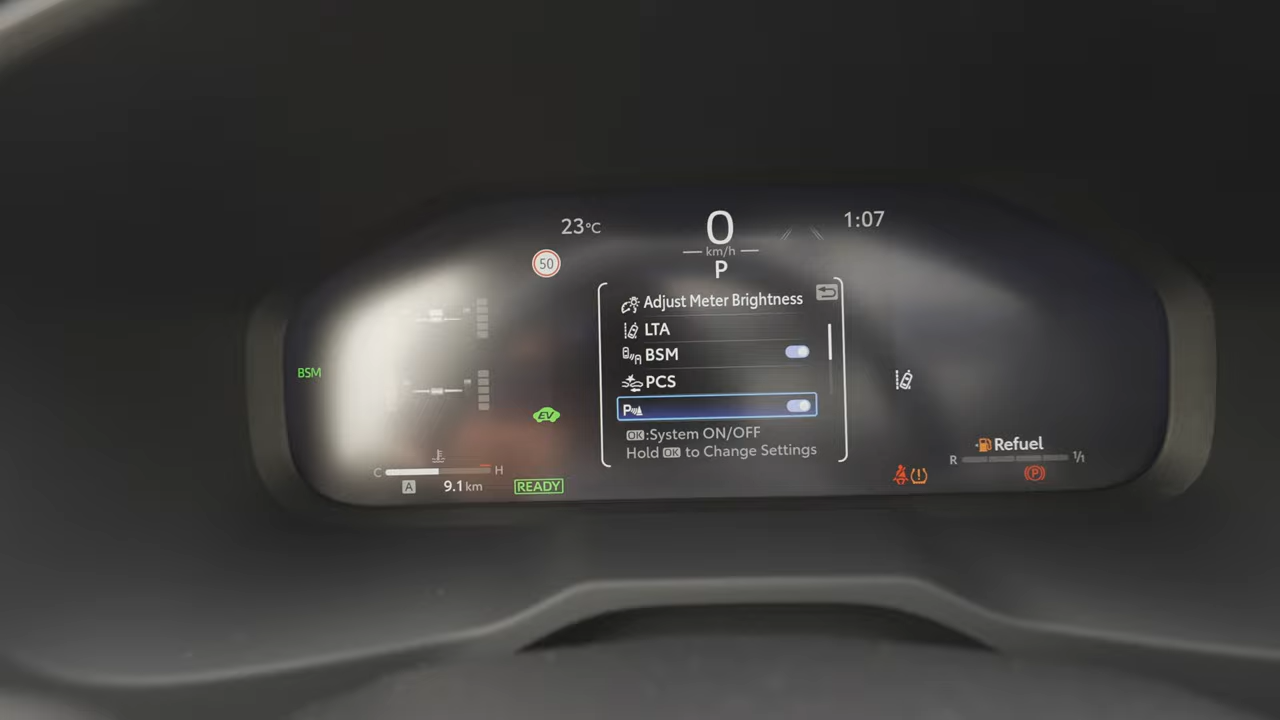 23°C
0
1:07
km/h
50
P
Adjust Meter Brightness
LTA
BSM
BSM
PCS
P
EV
OK:System ON/OFF
Hold OK to Change Settings
Refuel
C
H
R
1/1
A
9.1 km
READY
(!)
(P)